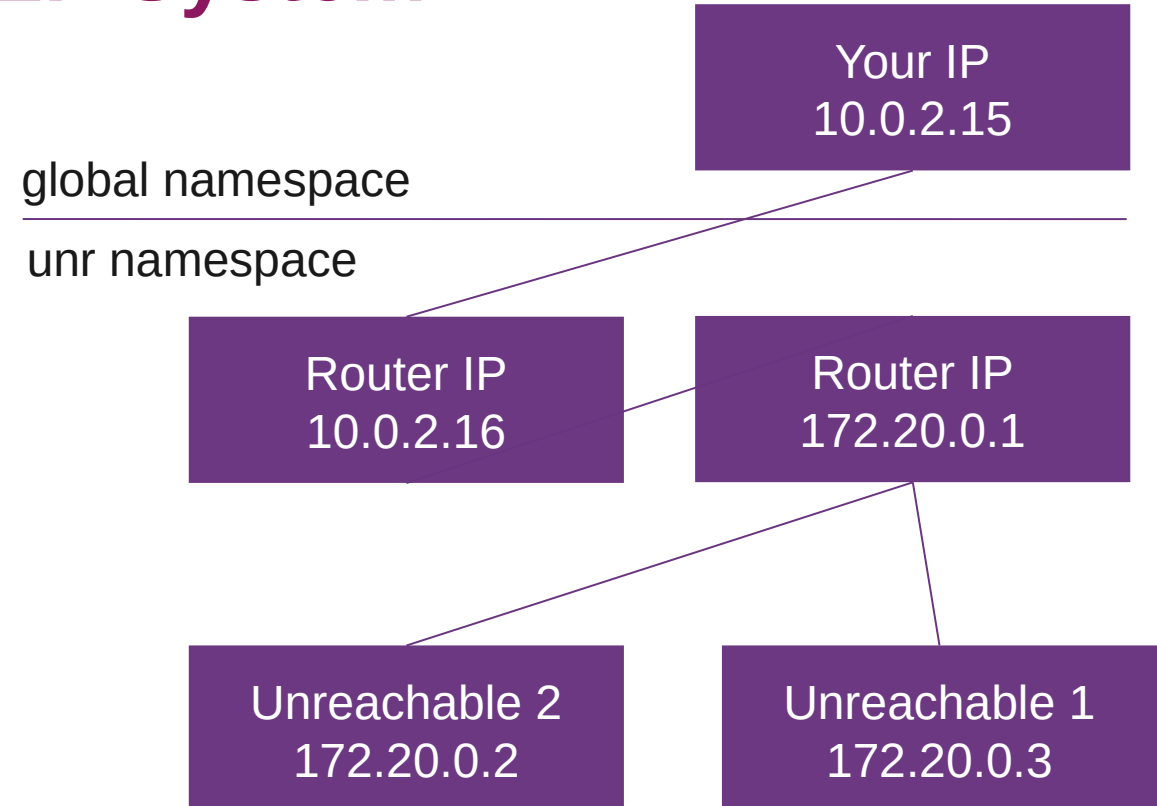 Your IP
10.0.2.15
global namespace
unr namespace
Router IP
10.0.2.16
Router IP
172.20.0.1
Unreachable 2
172.20.0.2
Unreachable 1
172.20.0.3